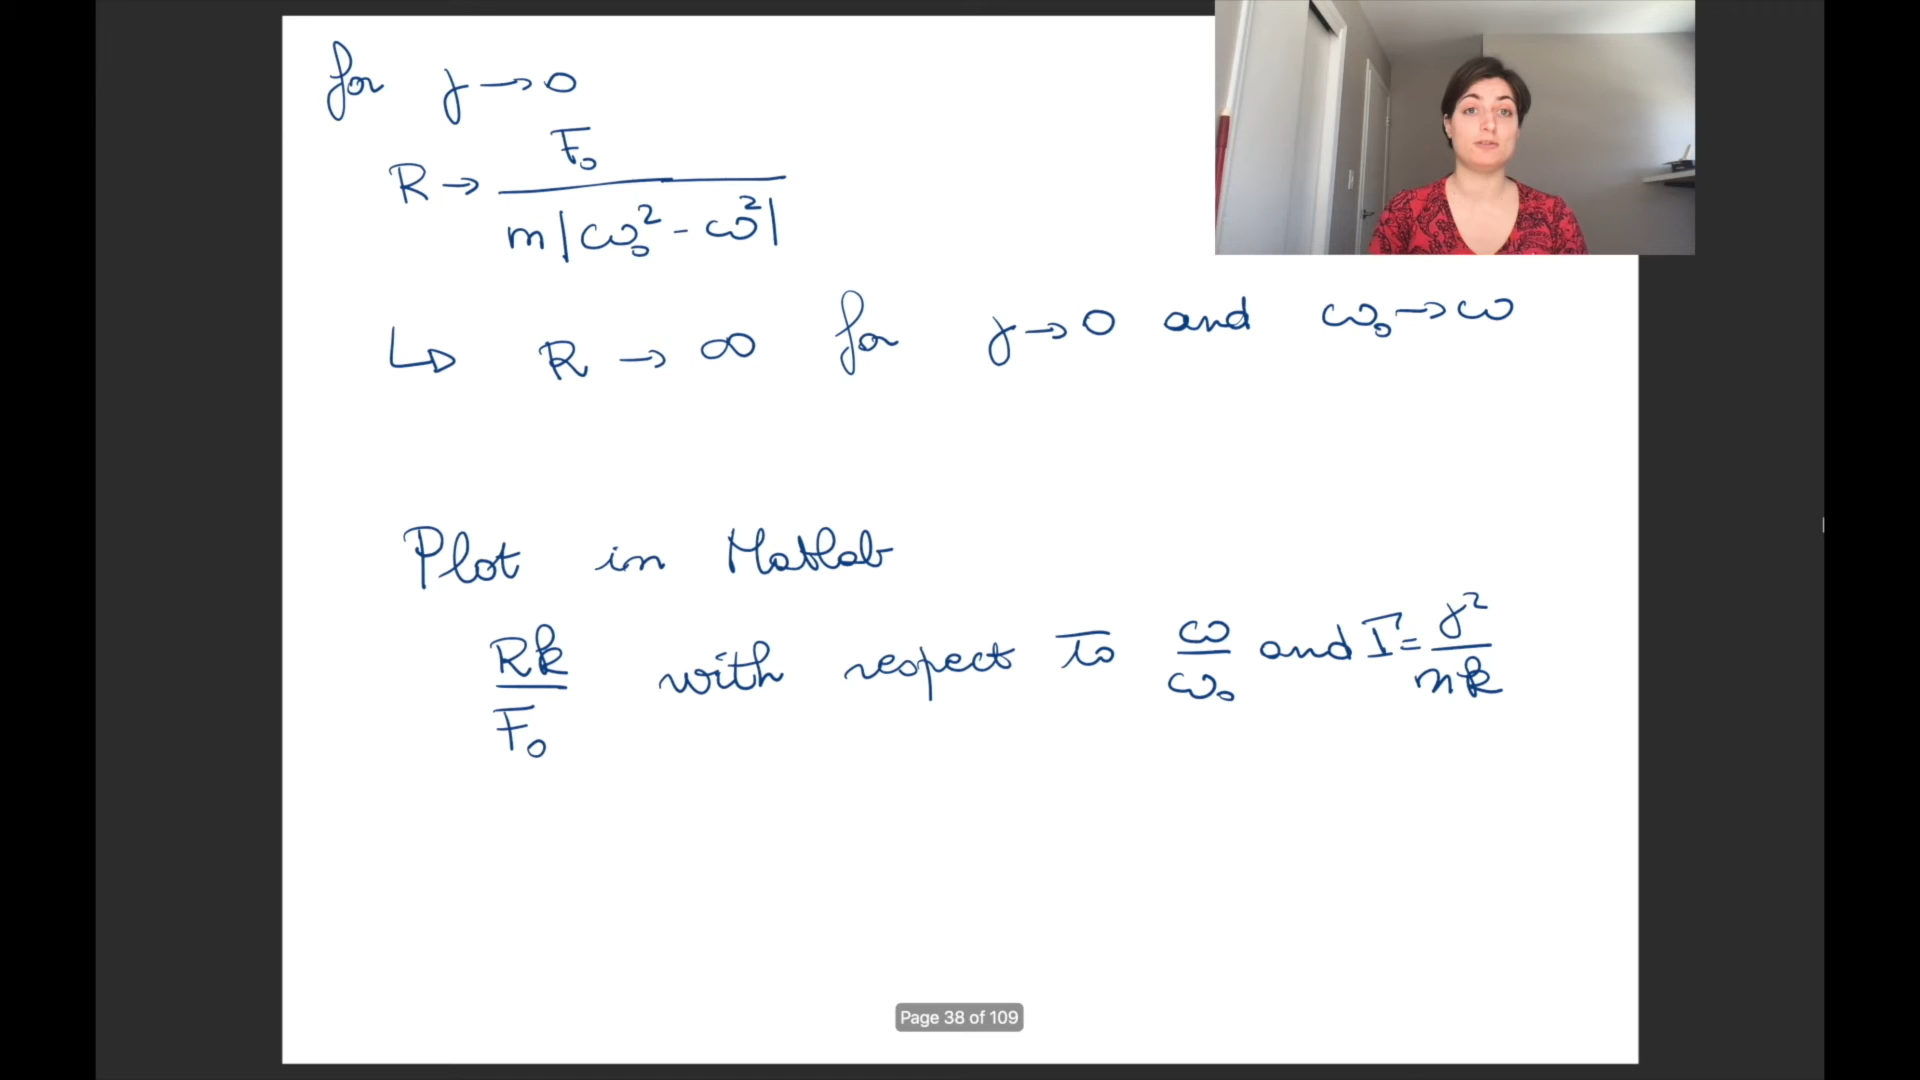 for γ → 0
R → F₀ / m|ω₀² - ω²|
↳ R → ∞ for γ → 0 and ω₀ → ω
Plot in Matlab
Rk / F₀ with respect to ω / ω₀ and Γ = γ² / mk
Page 38 of 109